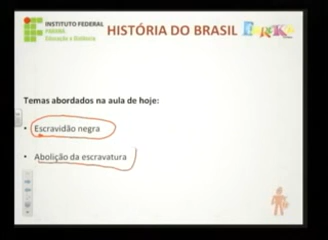 INSTITUTO FEDERAL
PARANÁ
Educação a Distância
HISTÓRIA DO BRASIL
EUREKA
Temas abordados na aula de hoje:
• Escravidão negra
• Abolição da escravatura